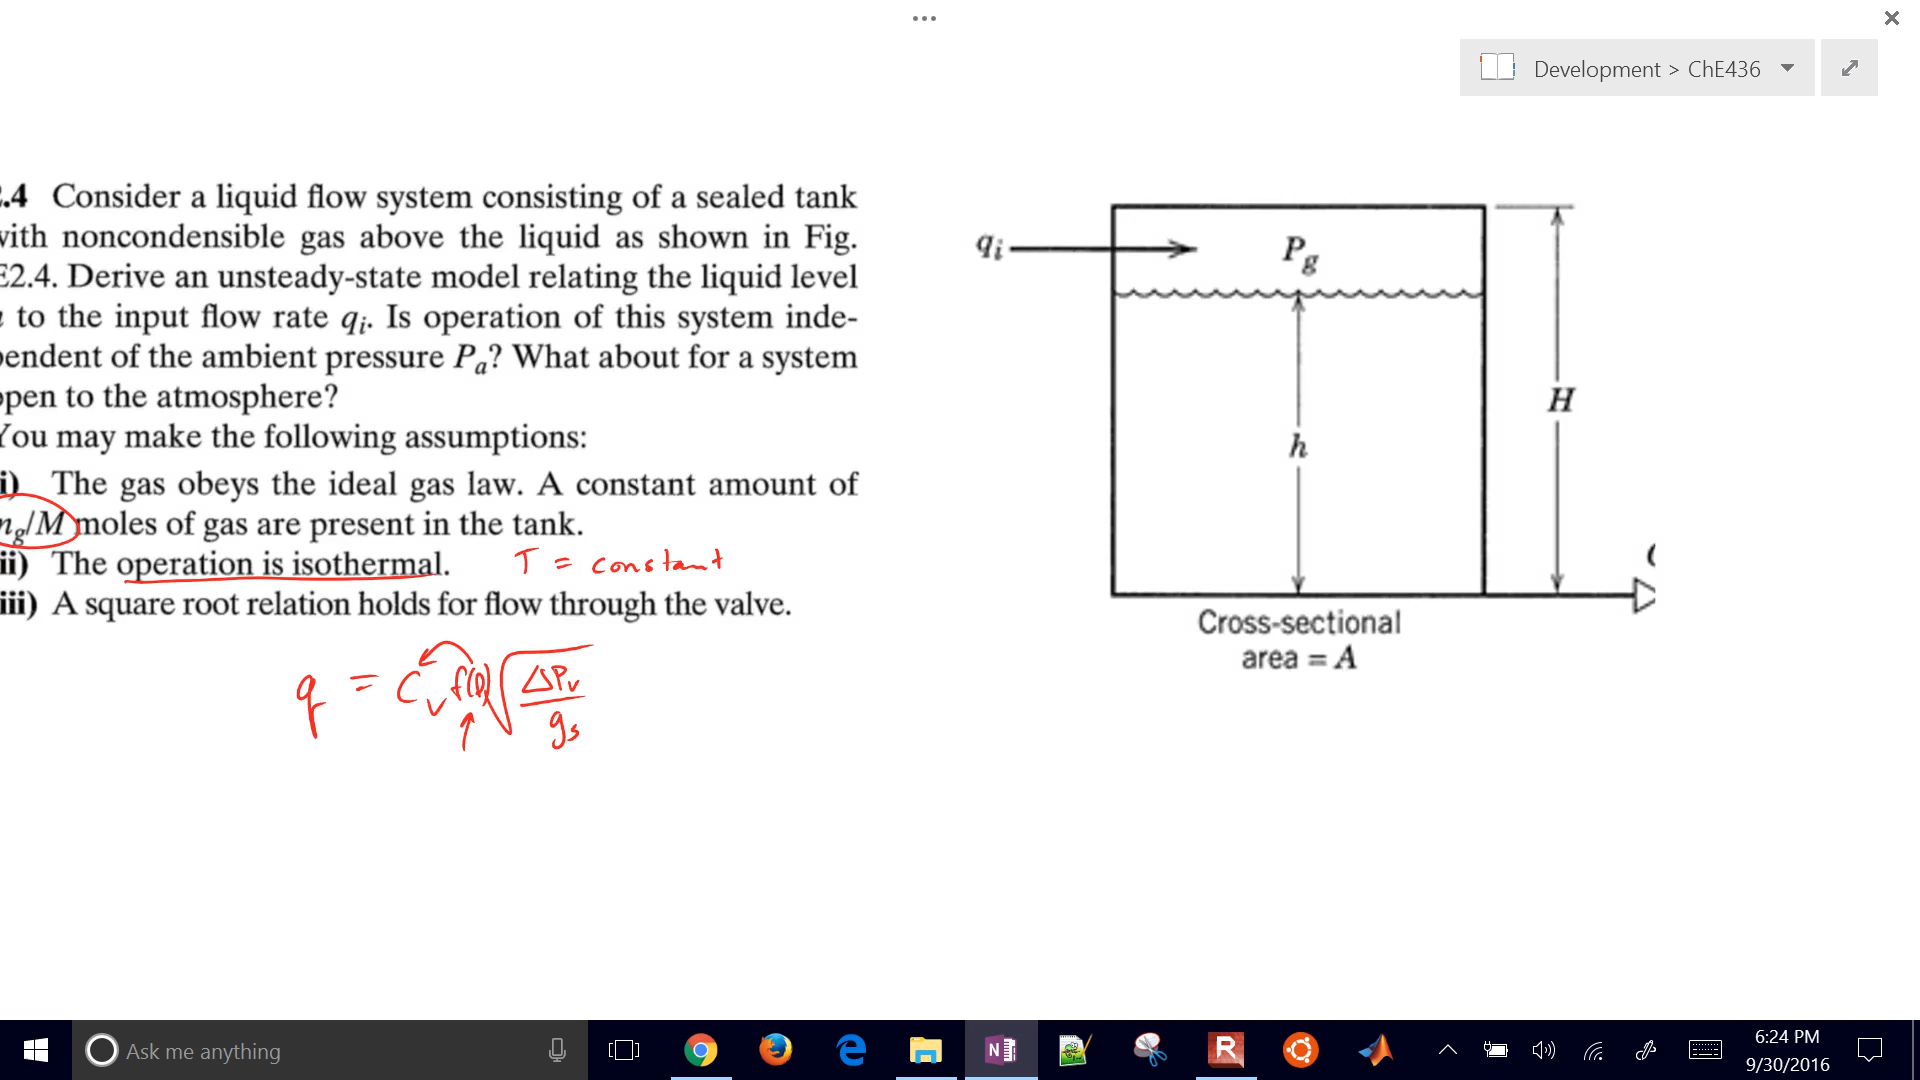 Development > ChE436
.4 Consider a liquid flow system consisting of a sealed tank
with noncondensible gas above the liquid as shown in Fig.
E2.4. Derive an unsteady-state model relating the liquid level
to the input flow rate qi. Is operation of this system inde-
pendent of the ambient pressure Pa? What about for a system
open to the atmosphere?
You may make the following assumptions:
i) The gas obeys the ideal gas law. A constant amount of
mg/M moles of gas are present in the tank.
ii) The operation is isothermal. T = constant
iii) A square root relation holds for flow through the valve.
q = Cv f(l) √ΔPv/gs
qi
Pg
H
h
Cross-sectional
area = A
Ask me anything
6:24 PM
9/30/2016